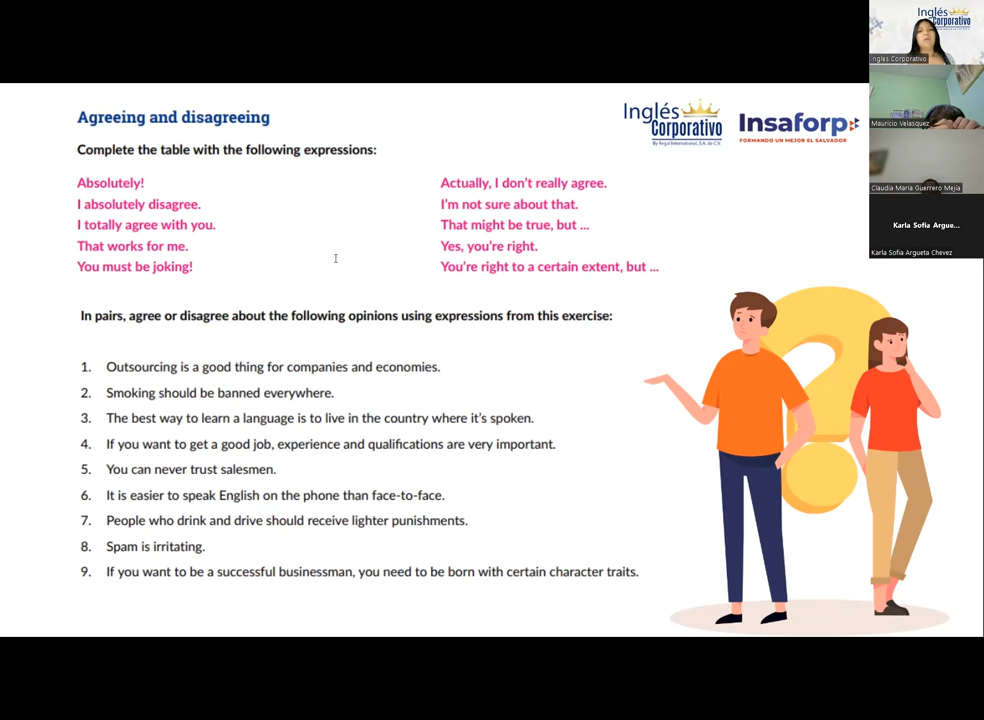 Agreeing and disagreeing
Complete the table with the following expressions:
Absolutely!
I absolutely disagree.
I totally agree with you.
That works for me.
You must be joking!
Actually, I don't really agree.
I'm not sure about that.
That might be true, but ...
Yes, you're right.
You're right to a certain extent, but ...
In pairs, agree or disagree about the following opinions using expressions from this exercise:
1. Outsourcing is a good thing for companies and economies.
2. Smoking should be banned everywhere.
3. The best way to learn a language is to live in the country where it's spoken.
4. If you want to get a good job, experience and qualifications are very important.
5. You can never trust salesmen.
6. It is easier to speak English on the phone than face-to-face.
7. People who drink and drive should receive lighter punishments.
8. Spam is irritating.
9. If you want to be a successful businessman, you need to be born with certain character traits.
Inglés
Corporativo
By Regal International, S.A. de C.V.
Insaforp
FORMANDO UN MEJOR EL SALVADOR
Inglés
Corporativo
Ingles Corporativo
Mauricio Velasquez
Claudia María Guerrero Mejía
Karla Sofia Argue...
Karla Sofia Argueta Chevez